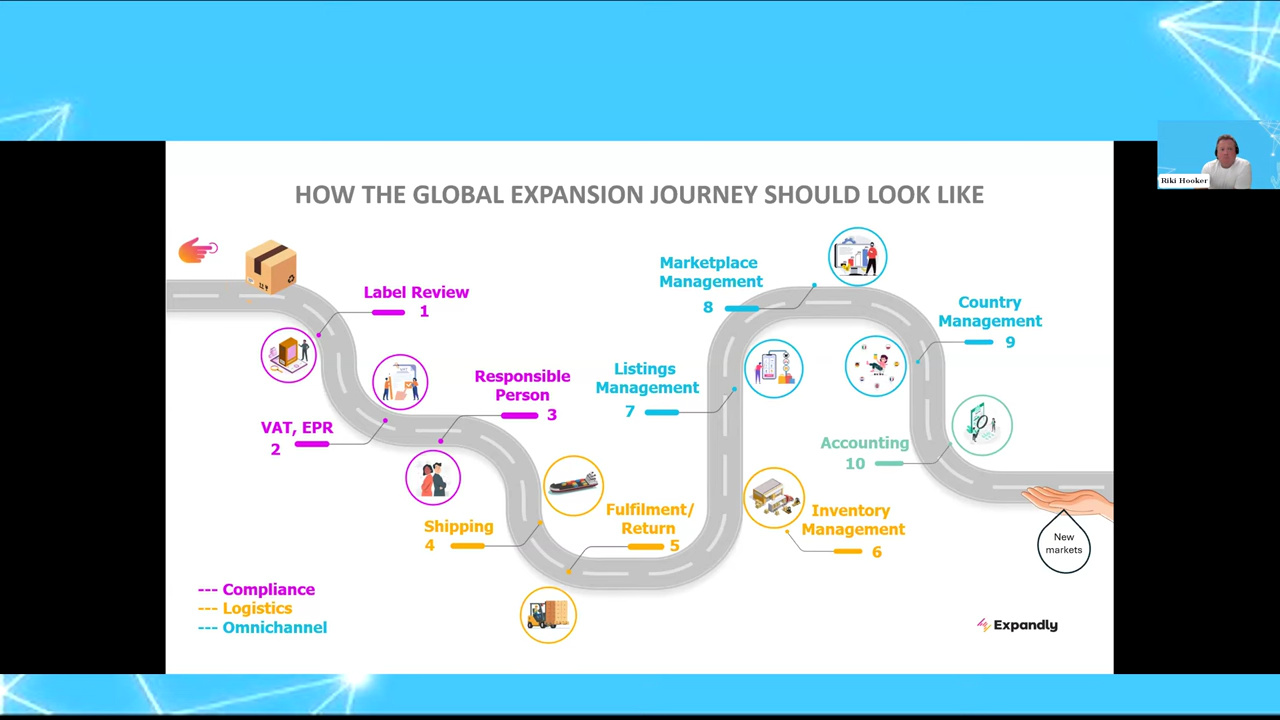 HOW THE GLOBAL EXPANSION JOURNEY SHOULD LOOK LIKE
Riki Hooker
Label Review
1
VAT, EPR
2
Responsible
Person
3
Shipping
4
Fulfilment/
Return
5
Inventory
Management
6
Listings
Management
7
Marketplace
Management
8
Country
Management
9
Accounting
10
New
markets
--- Compliance
--- Logistics
--- Omnichannel
Expandly